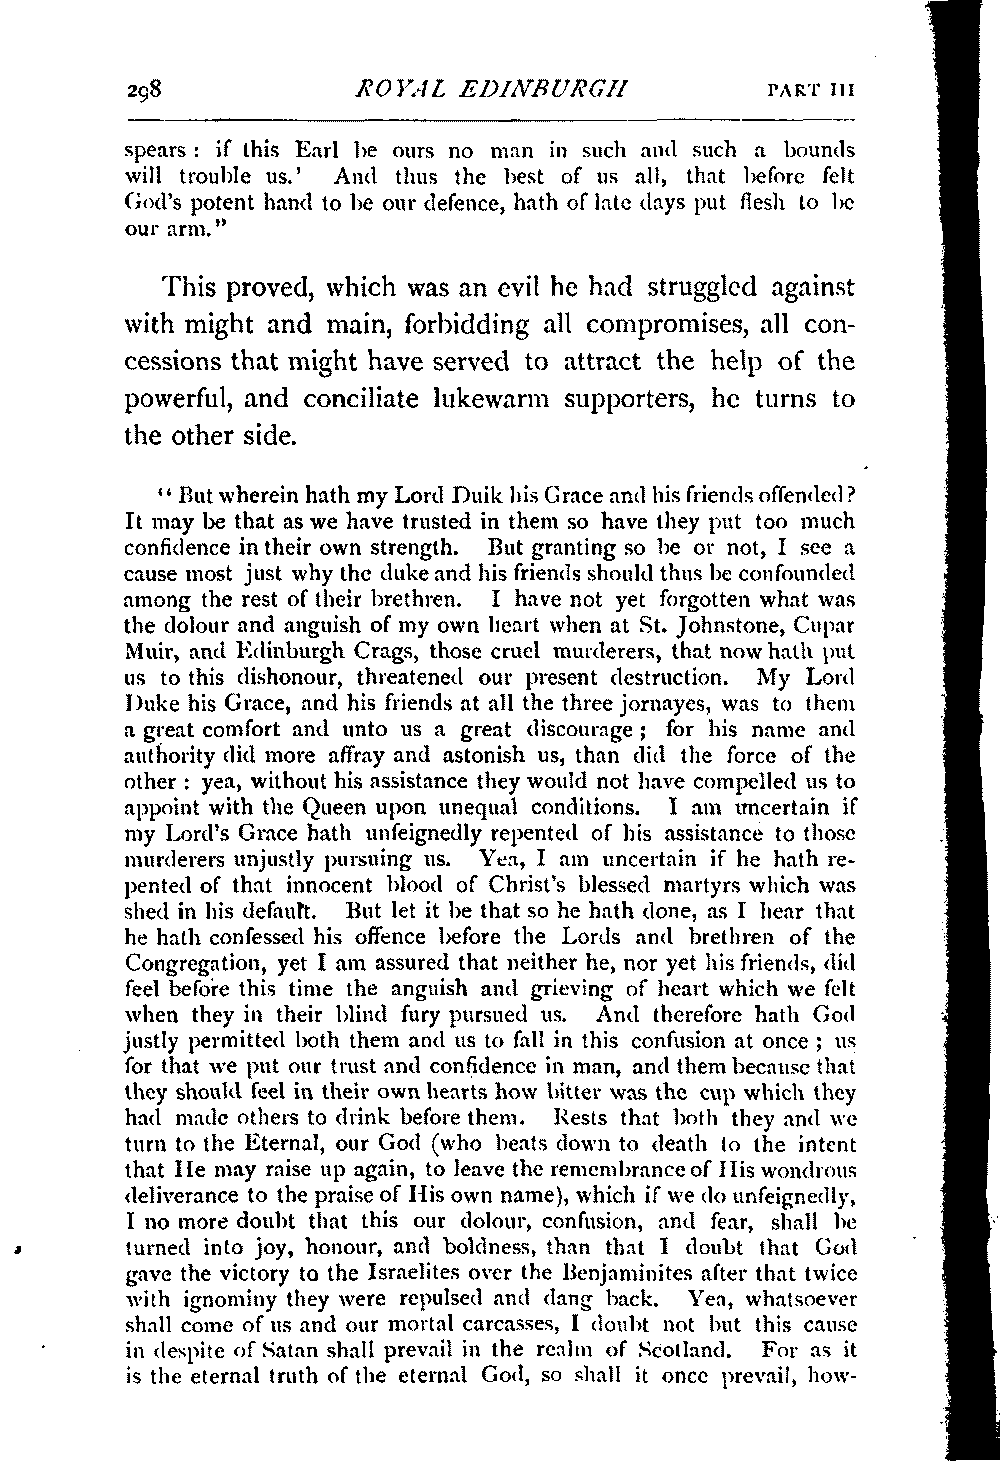 298 ROYAL EDINBURGH PART III
spears : if this Earl be ours no man in such and such a bounds
will trouble us.' And thus the best of us all, that before felt
God's potent hand to be our defence, hath of late days put flesh to be
our arm."
This proved, which was an evil he had struggled against
with might and main, forbidding all compromises, all con-
cessions that might have served to attract the help of the
powerful, and conciliate lukewarm supporters, he turns to
the other side.
" But wherein hath my Lord Duik his Grace and his friends offended?
It may be that as we have trusted in them so have they put too much
confidence in their own strength. But granting so be or not, I see a
cause most just why the duke and his friends should thus be confounded
among the rest of their brethren. I have not yet forgotten what was
the dolour and anguish of my own heart when at St. Johnstone, Cupar
Muir, and Edinburgh Crags, those cruel murderers, that now hath put
us to this dishonour, threatened our present destruction. My Lord
Duke his Grace, and his friends at all the three jornayes, was to them
a great comfort and unto us a great discourage ; for his name and
authority did more affray and astonish us, than did the force of the
other : yea, without his assistance they would not have compelled us to
appoint with the Queen upon unequal conditions. I am uncertain if
my Lord's Grace hath unfeignedly repented of his assistance to those
murderers unjustly pursuing us. Yea, I am uncertain if he hath re-
pented of that innocent blood of Christ's blessed martyrs which was
shed in his default. But let it be that so he hath done, as I hear that
he hath confessed his offence before the Lords and brethren of the
Congregation, yet I am assured that neither he, nor yet his friends, did
feel before this time the anguish and grieving of heart which we felt
when they in their blind fury pursued us. And therefore hath God
justly permitted both them and us to fall in this confusion at once ; us
for that we put our trust and confidence in man, and them because that
they should feel in their own hearts how bitter was the cup which they
had made others to drink before them. Rests that both they and we
turn to the Eternal, our God (who beats down to death to the intent
that He may raise up again, to leave the remembrance of His wondrous
deliverance to the praise of His own name), which if we do unfeignedly,
I no more doubt that this our dolour, confusion, and fear, shall be
turned into joy, honour, and boldness, than that I doubt that God
gave the victory to the Israelites over the Benjaminites after that twice
with ignominy they were repulsed and dang back. Yea, whatsoever
shall come of us and our mortal carcasses, I doubt not but this cause
in despite of Satan shall prevail in the realm of Scotland. For as it
is the eternal truth of the eternal God, so shall it once prevail, how-